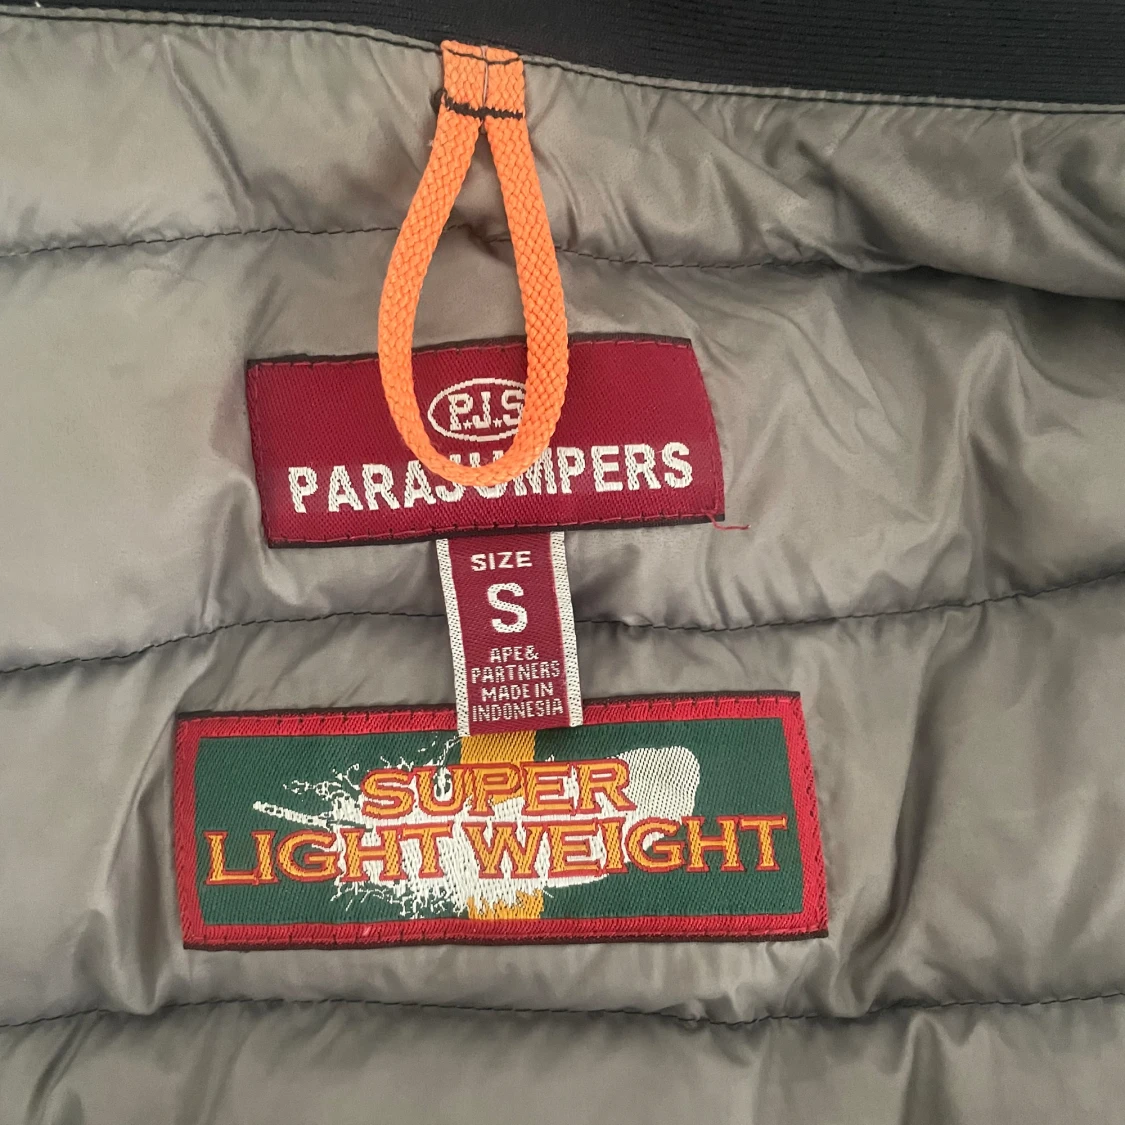 P.J.S
PARAJUMPERS
SIZE
S
APE&
PARTNERS
MADE IN
INDONESIA
SUPER
LIGHT WEIGHT